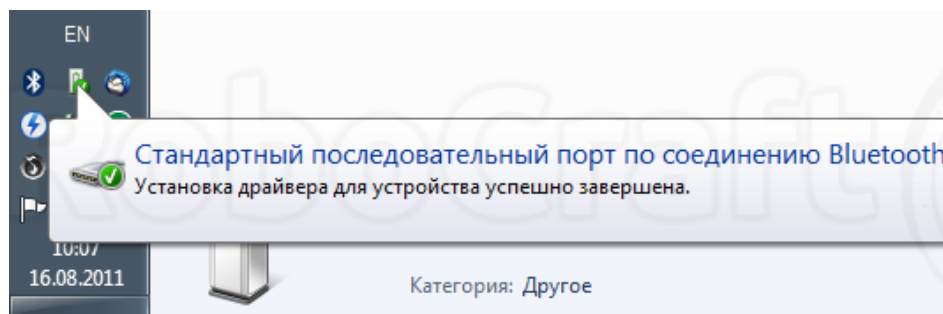 EN
Стандартный последовательный порт по соединению Bluetooth
Установка драйвера для устройства успешно завершена.
10:07
16.08.2011
Категория: Другое
RoboCraft